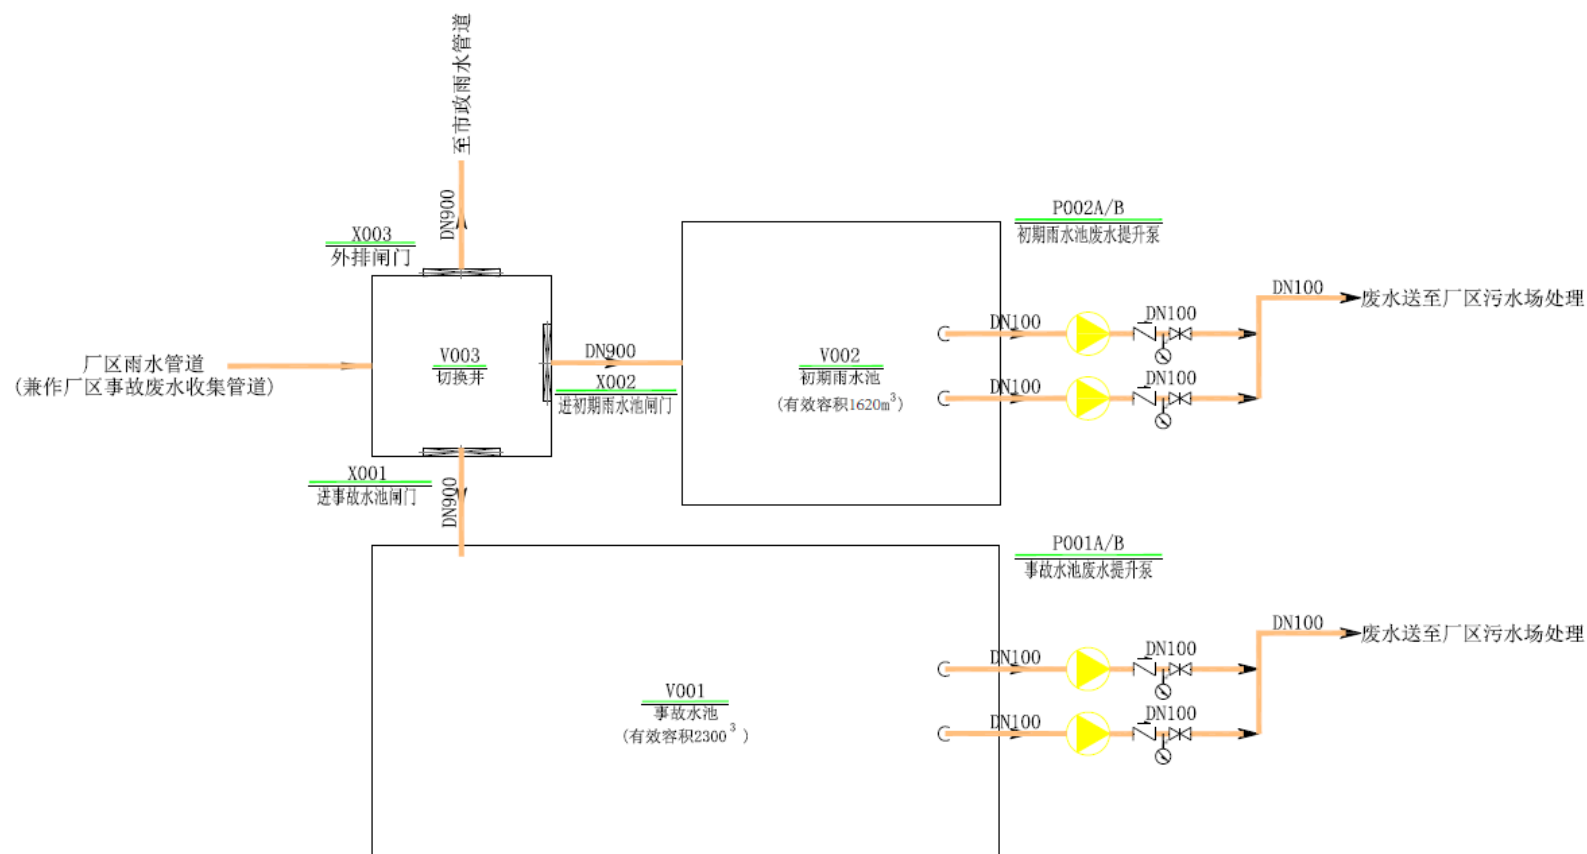 至市政雨水管道
DN900
X003
外排闸门
厂区雨水管道
(兼作厂区事故废水收集管道)
V003
切换井
DN900
X002
进初期雨水池闸门
X001
进事故水池闸门
DN900
V002
初期雨水池
(有效容积1620m³)
P002A/B
初期雨水池废水提升泵
DN100
DN100
DN100
DN100
DN100
废水送至厂区污水场处理
P001A/B
事故水池废水提升泵
V001
事故水池
(有效容积2300³)
DN100
DN100
DN100
DN100
DN100
废水送至厂区污水场处理